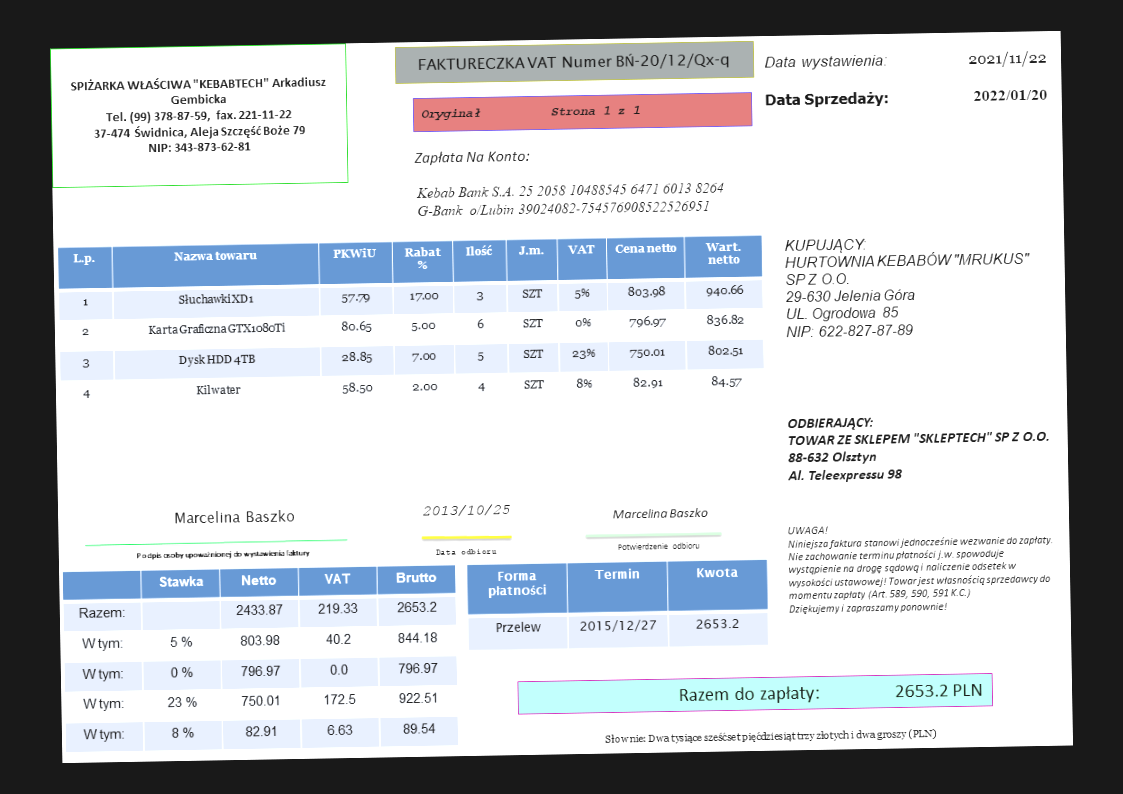 SPIŻARKA WŁAŚCIWA "KEBABTECH" Arkadiusz
Gembicka
Tel. (99) 378-87-59, fax. 221-11-22
37-474 Świdnica, Aleja Szczęść Boże 79
NIP: 343-873-62-81
FAKTURECZKA VAT Numer BŃ-20/12/Qx-q
Oryginał Strona 1 z 1
Data wystawienia: 2021/11/22
Data Sprzedaży: 2022/01/20
Zapłata Na Konto:
Kebab Bank S.A. 25 2058 10488545 6471 6013 8264
G-Bank o/Lubin 39024082-754576908522526951
L.p. Nazwa towaru PKWiU Rabat % Ilość J.m. VAT Cena netto Wart. netto
1 Słuchawki XD1 57.79 17.00 3 SZT 5% 803.98 940.66
2 Karta Graficzna GTX1080Ti 80.65 5.00 6 SZT 0% 796.97 836.82
3 Dysk HDD 4TB 28.85 7.00 5 SZT 23% 750.01 802.51
4 Kilwater 58.50 2.00 4 SZT 8% 82.91 84.57
KUPUJĄCY:
HURTOWNIA KEBABÓW "MRUKUS"
SP Z O.O.
29-630 Jelenia Góra
UL. Ogrodowa 85
NIP: 622-827-87-89
ODBIERAJĄCY:
TOWAR ZE SKLEPEM "SKLEPTECH" SP Z O.O.
88-632 Olsztyn
Al. Teleexpressu 98
Marcelina Baszko
Podpis osoby upoważnionej do wystawienia faktury
2013/10/25
Data odbioru
Marcelina Baszko
Potwierdzenie odbioru
UWAGA!
Niniejsza faktura stanowi jednocześnie wezwanie do zapłaty.
Nie zachowanie terminu płatności j.w. spowoduje
wystąpienie na drogę sądową i naliczenie odsetek w
wysokości ustawowej! Towar jest własnością sprzedawcy do
momentu zapłaty (Art. 589, 590, 591 K.C.)
Dziękujemy i zapraszamy ponownie!
Stawka Netto VAT Brutto
Razem: 2433.87 219.33 2653.2
W tym: 5 % 803.98 40.2 844.18
W tym: 0 % 796.97 0.0 796.97
W tym: 23 % 750.01 172.5 922.51
W tym: 8 % 82.91 6.63 89.54
Forma płatności Termin Kwota
Przelew 2015/12/27 2653.2
Razem do zapłaty: 2653.2 PLN
Słownie: Dwa tysiące sześćset pięćdziesiąt trzy złotych i dwa groszy (PLN)